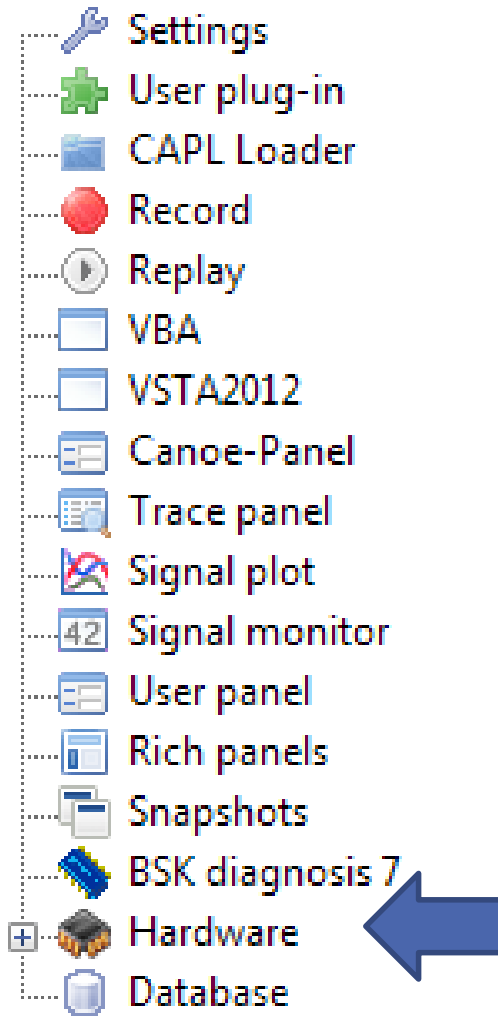 Settings
User plug-in
CAPL Loader
Record
Replay
VBA
VSTA2012
Canoe-Panel
Trace panel
Signal plot
42 Signal monitor
User panel
Rich panels
Snapshots
BSK diagnosis 7
Hardware
Database